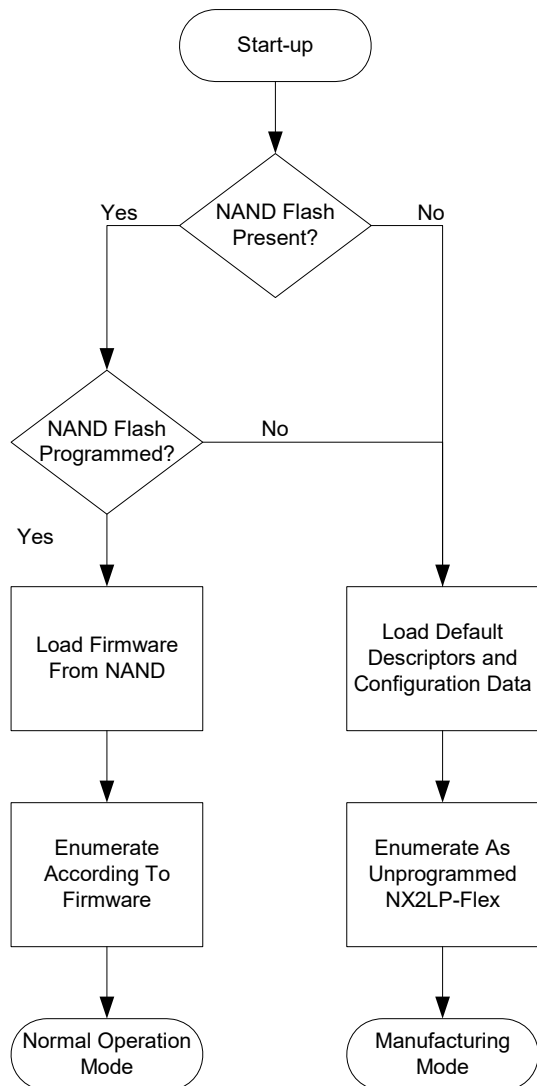 Start-up
NAND Flash
Present?
Yes
No
NAND Flash
Programmed?
No
Yes
Load Firmware
From NAND
Load Default
Descriptors and
Configuration Data
Enumerate
According To
Firmware
Enumerate As
Unprogrammed
NX2LP-Flex
Normal Operation
Mode
Manufacturing
Mode